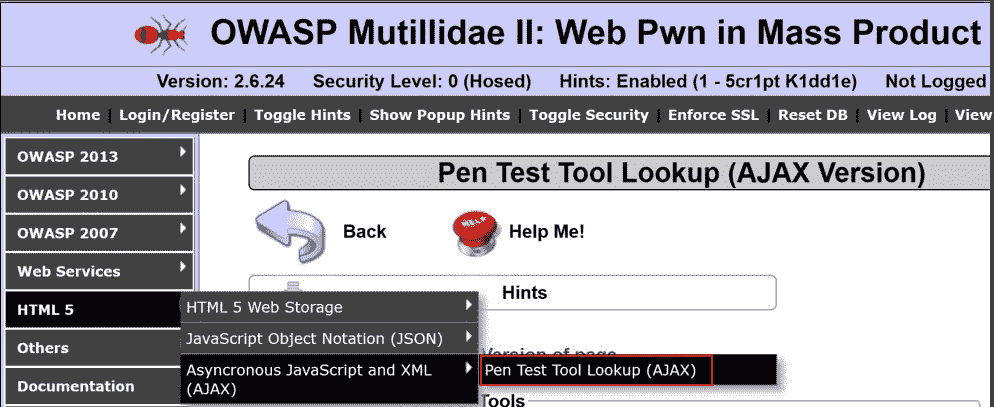 OWASP Mutillidae II: Web Pwn in Mass Product
Version: 2.6.24 Security Level: 0 (Hosed) Hints: Enabled (1 - 5cr1pt K1dd1e) Not Logged
Home Login/Register Toggle Hints Show Popup Hints Toggle Security Enforce SSL Reset DB View Log View
OWASP 2013
Pen Test Tool Lookup (AJAX Version)
OWASP 2010
OWASP 2007
Back
HELP
Help Me!
Web Services
Hints
HTML 5
HTML 5 Web Storage
JavaScript Object Notation (JSON)
Others
Version of page
Asyncronous JavaScript and XML
(AJAX)
Pen Test Tool Lookup (AJAX)
Documentation
Tools